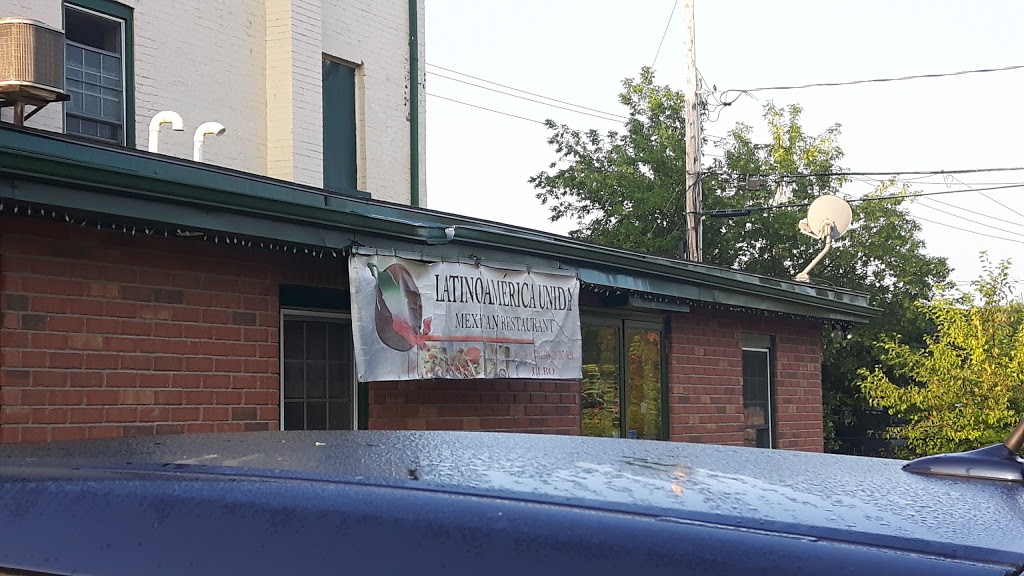 LATINOAMÉRICA UNIDA
MEXICAN RESTAURANT